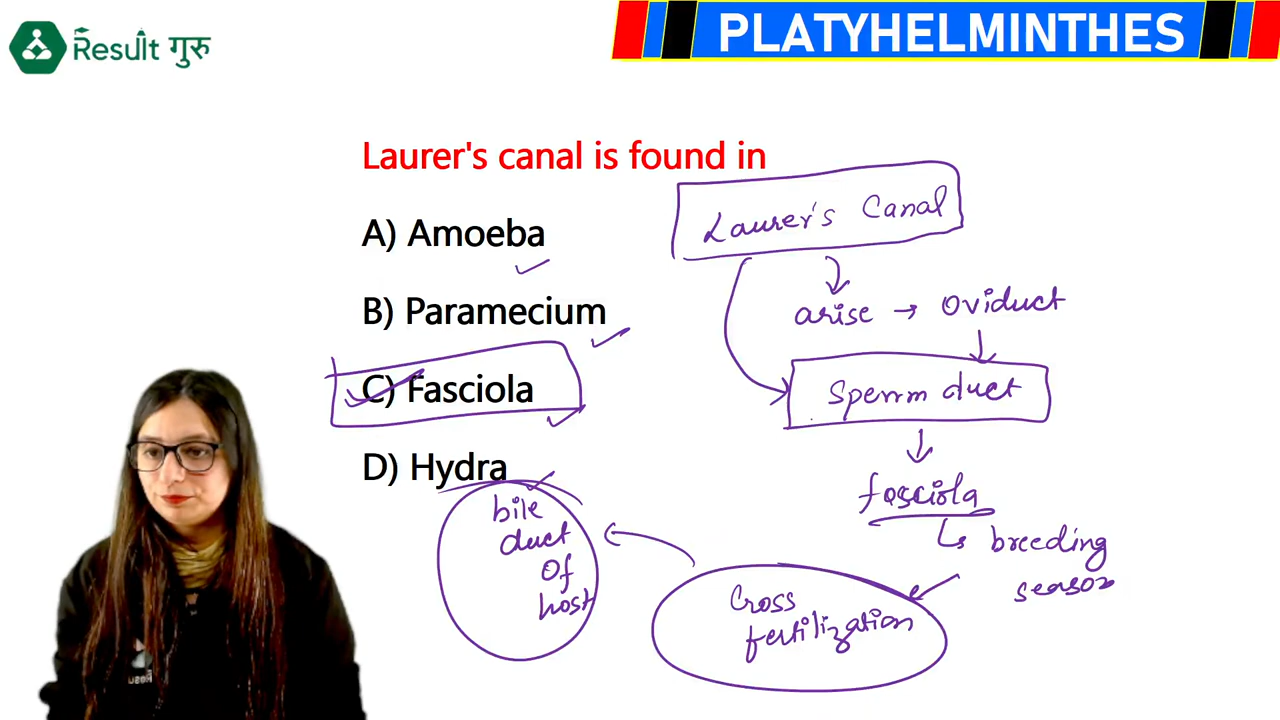 Result गुरु
PLATYHELMINTHES
Laurer's canal is found in
A) Amoeba
B) Paramecium
C) Fasciola
D) Hydra
Laurer's Canal
arise → Oviduct
Sperm duct
fasciola
breeding
season
Cross
fertilization
bile
duct
Of
host